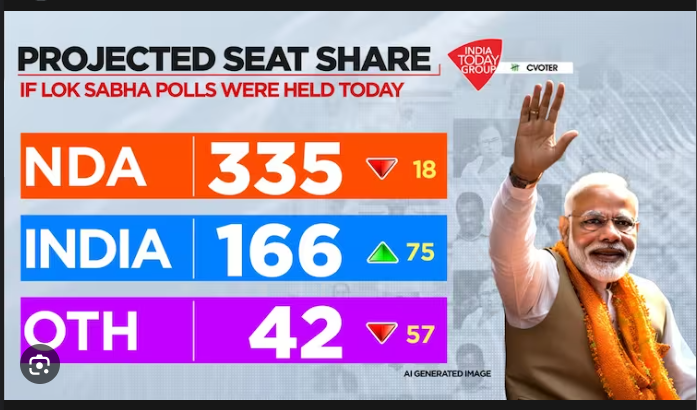 PROJECTED SEAT SHARE
IF LOK SABHA POLLS WERE HELD TODAY
INDIA
TODAY
GROUP
CVOTER
NDA 335 18
INDIA 166 75
OTH 42 57
AI GENERATED IMAGE